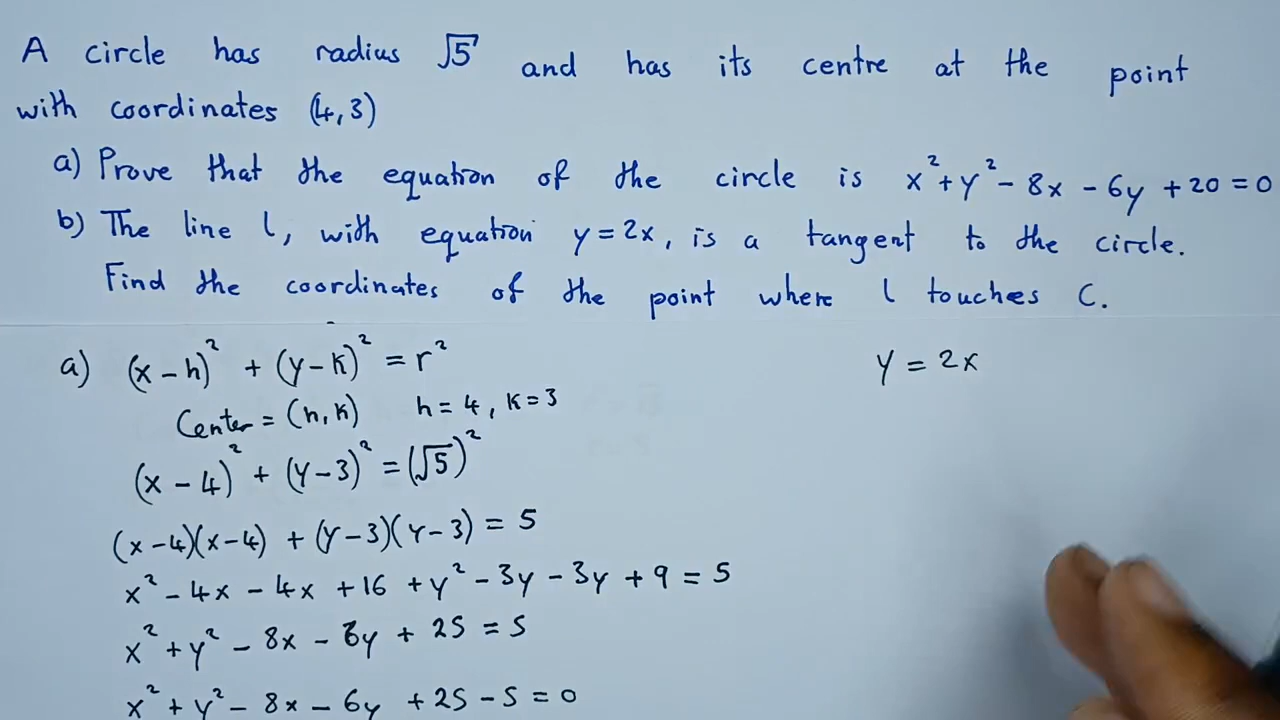 A circle has radius √5 and has its centre at the point
with coordinates (4,3)
a) Prove that the equation of the circle is x² + y² - 8x - 6y + 20 = 0
b) The line l, with equation y = 2x, is a tangent to the circle.
Find the coordinates of the point where l touches C.
a) (x - h)² + (y - k)² = r²
Center = (h, k) h = 4, k = 3
(x - 4)² + (y - 3)² = (√5)²
(x - 4)(x - 4) + (y - 3)(y - 3) = 5
x² - 4x - 4x + 16 + y² - 3y - 3y + 9 = 5
x² + y² - 8x - 6y + 25 = 5
x² + y² - 8x - 6y + 25 - 5 = 0
y = 2x